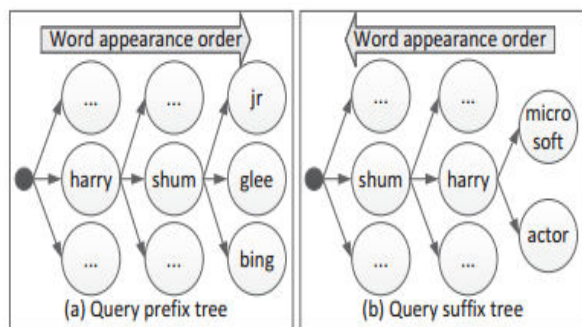 Word appearance order
...
...
jr
harry
shum
glee
...
...
bing
(a) Query prefix tree
Word appearance order
...
...
micro
soft
shum
harry
actor
...
...
(b) Query suffix tree